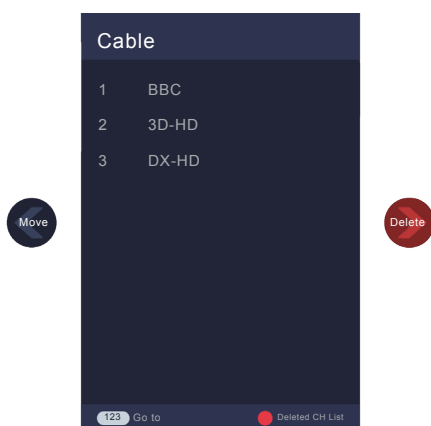 Cable
1 BBC
2 3D-HD
3 DX-HD
Move
Delete
123 Go to
Deleted CH List